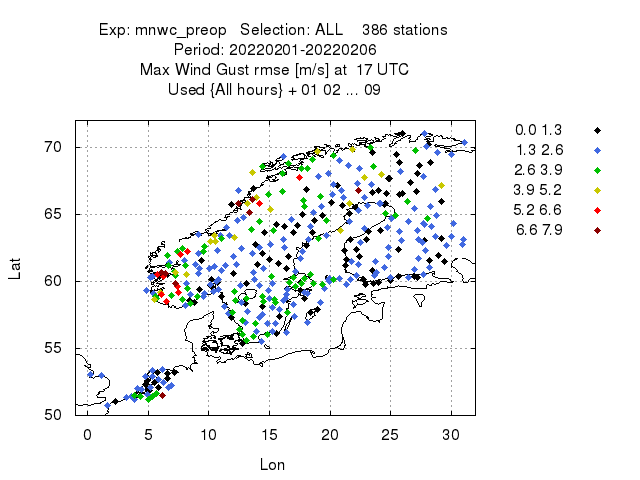 Exp: mnwc_preop   Selection: ALL    386 stations
Period: 20220201-20220206
Max Wind Gust rmse [m/s] at  17 UTC
Used {All hours} + 01 02 ... 09
0.0 1.3
1.3 2.6
2.6 3.9
3.9 5.2
5.2 6.6
6.6 7.9
70
65
60
55
50
Lat
0 5 10 15 20 25 30
Lon